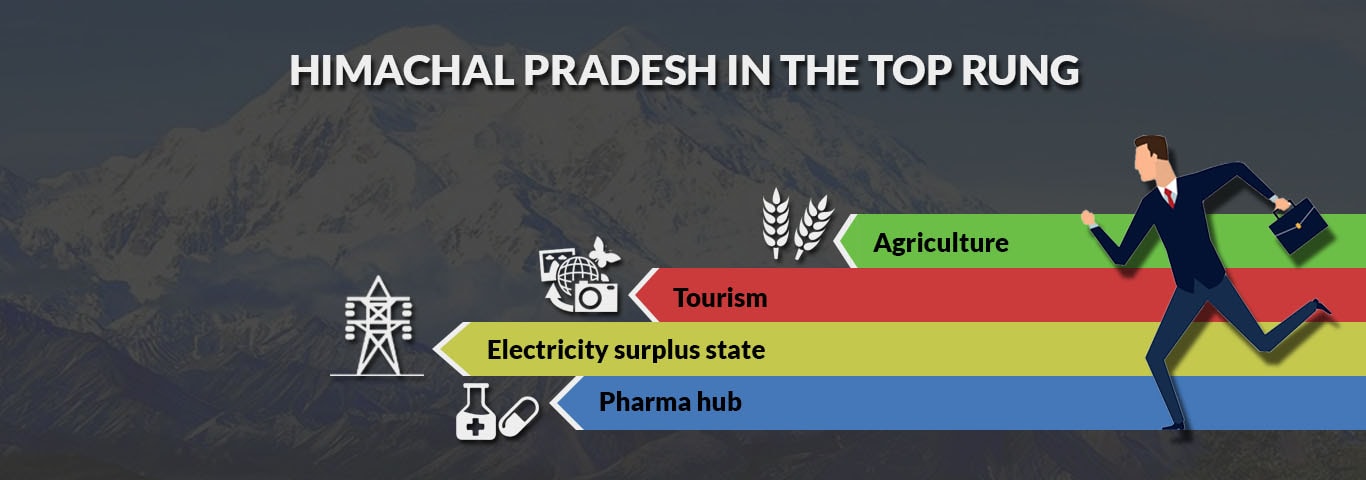 HIMACHAL PRADESH IN THE TOP RUNG
Agriculture
Tourism
Electricity surplus state
Pharma hub